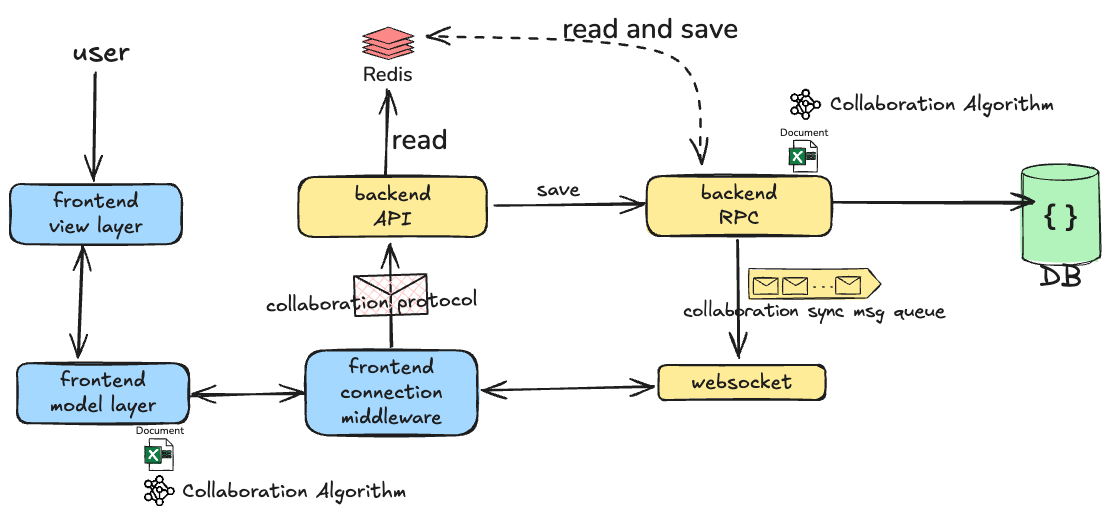 read and save
user
Redis
Collaboration Algorithm
Document
read
frontend
view layer
backend
API
save
backend
RPC
{ }
DB
collaboration protocol
collaboration sync msg queue
frontend
model layer
frontend
connection
middleware
websocket
Document
Collaboration Algorithm